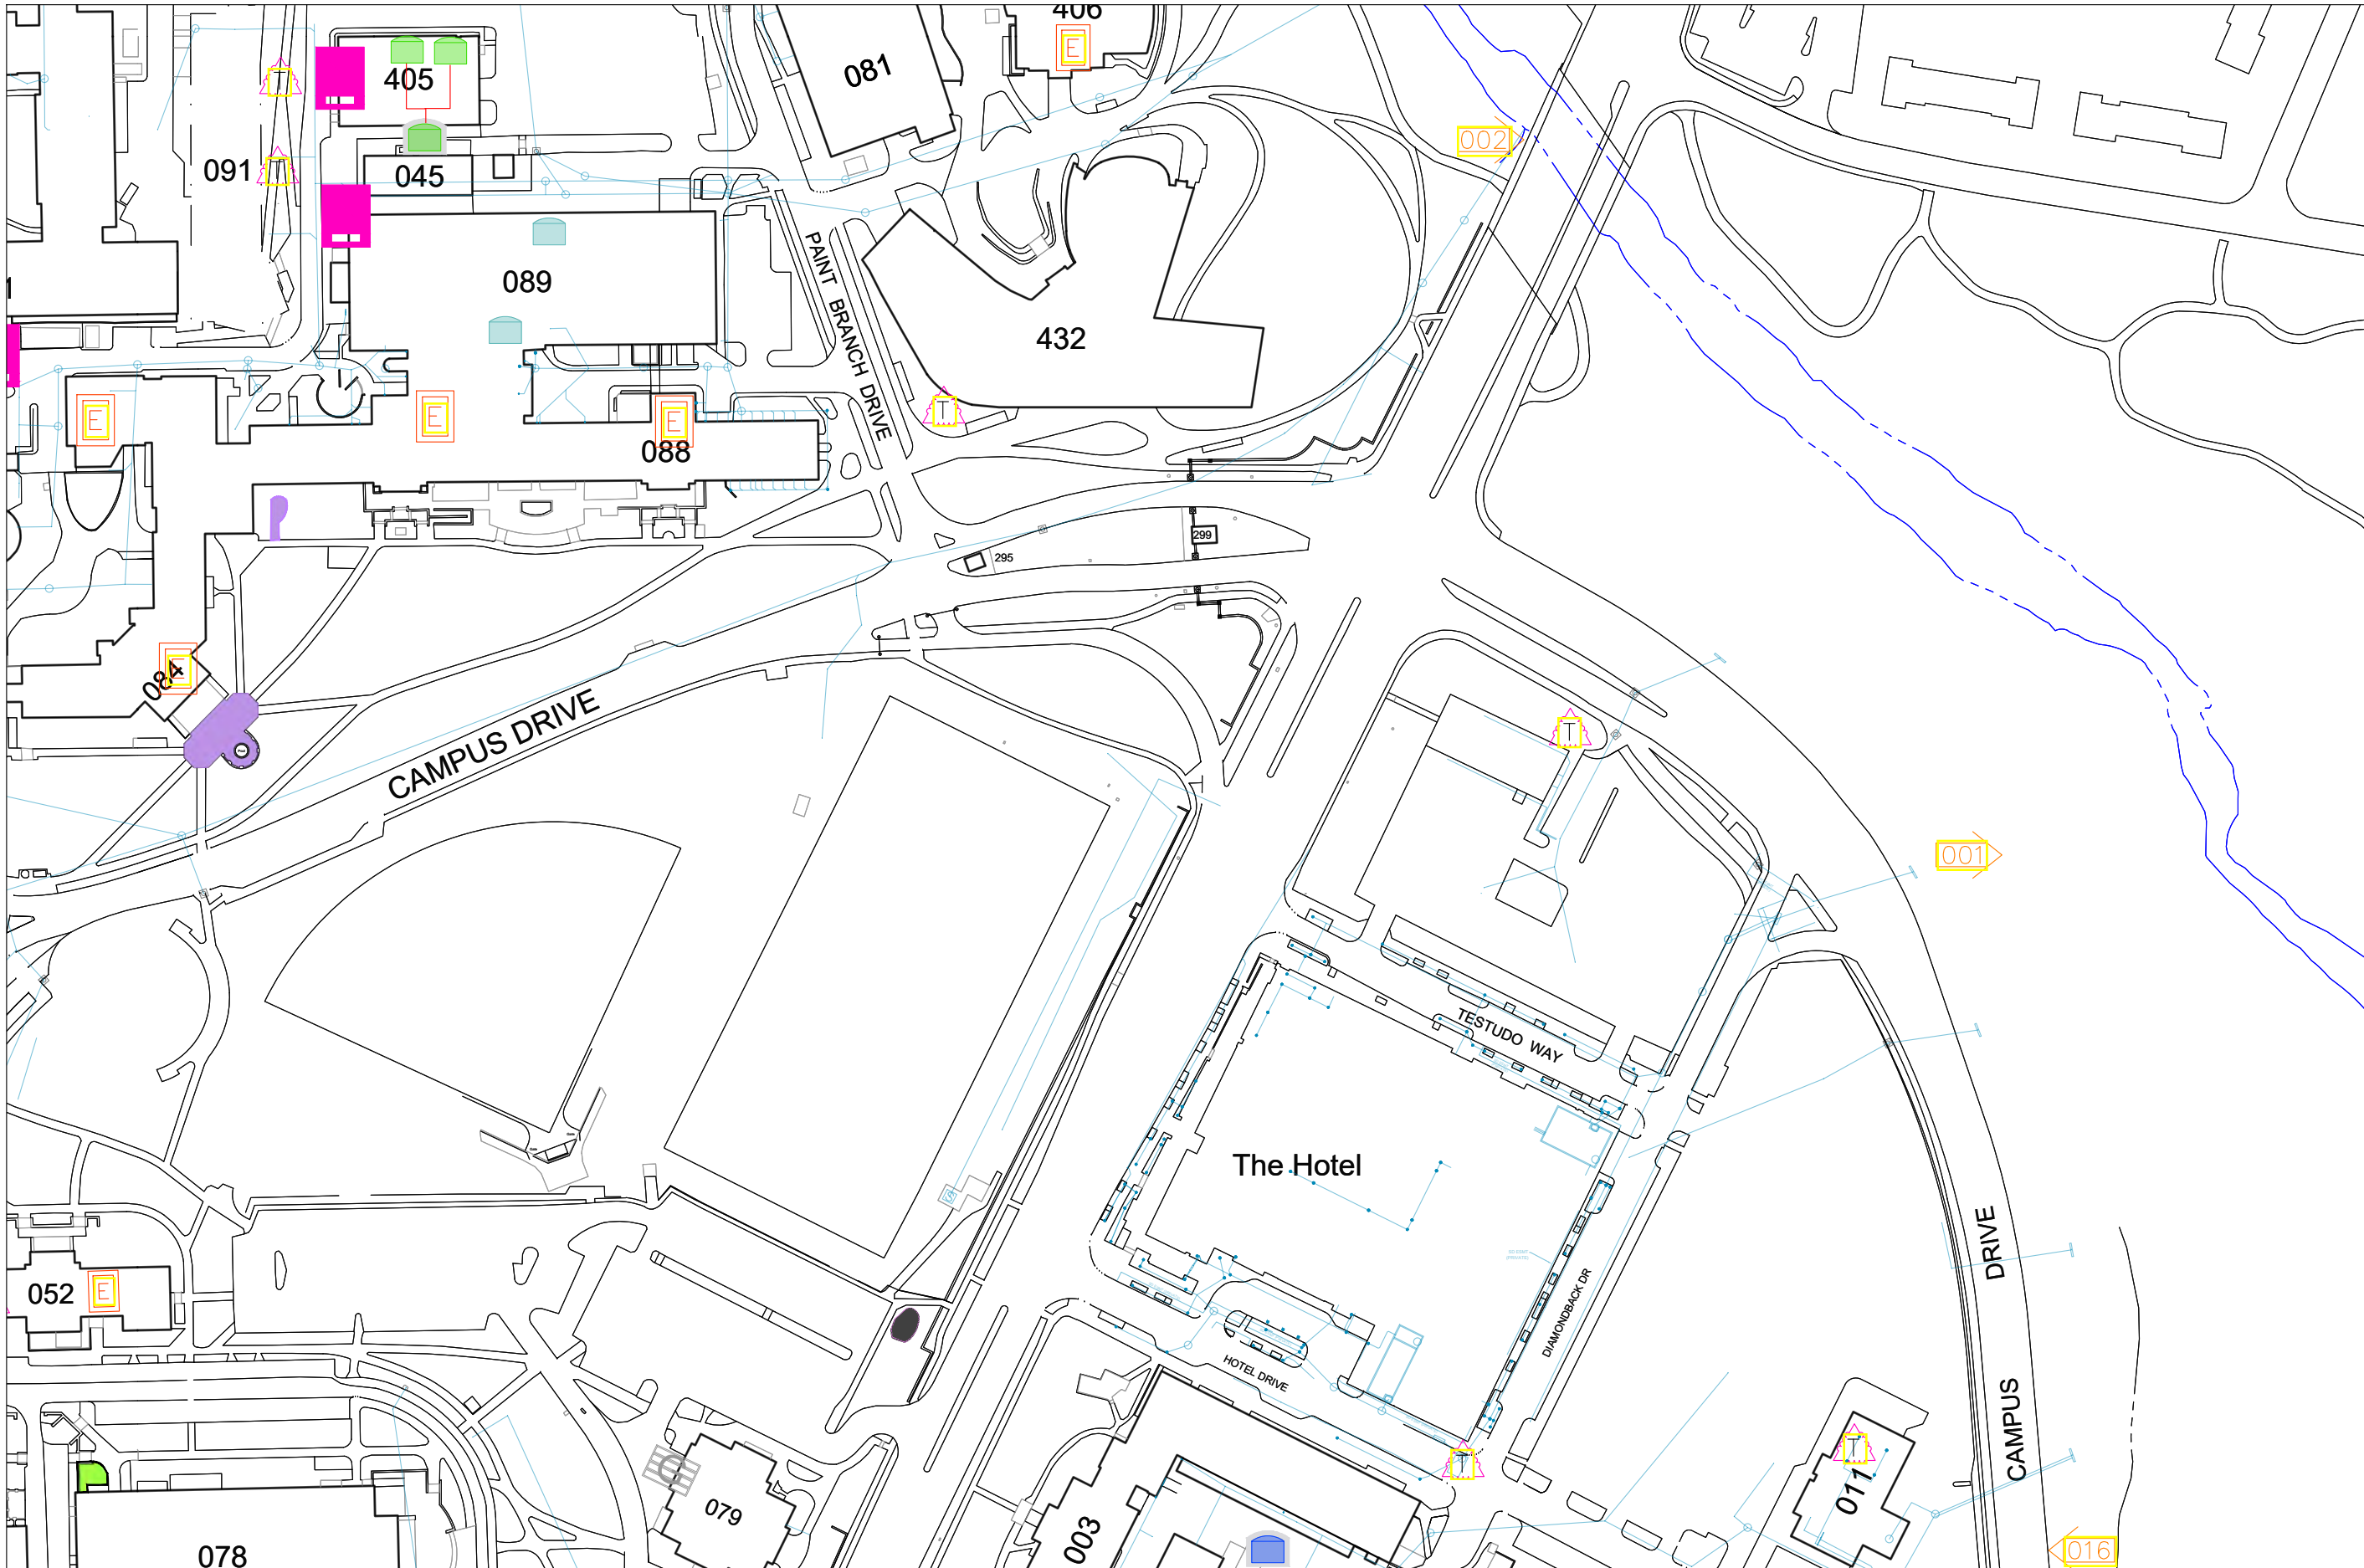 406
E
405
081
T
002
091
T
045
089
PAINT BRANCH DRIVE
432
T
E
E
E
088
299
295
E
084
T
CAMPUS DRIVE
001
TESTUDO WAY
The Hotel
DRIVE
052
E
DIAMONDBACK DR
HOTEL DRIVE
CAMPUS
T
T
011
G
079
003
078
016